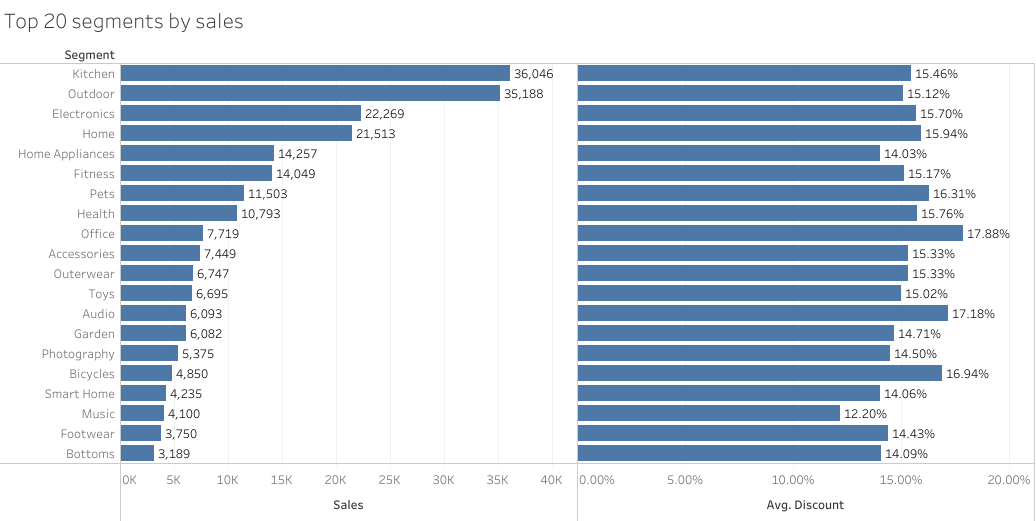 Top 20 segments by sales
Segment
Kitchen 36,046 15.46%
Outdoor 35,188 15.12%
Electronics 22,269 15.70%
Home 21,513 15.94%
Home Appliances 14,257 14.03%
Fitness 14,049 15.17%
Pets 11,503 16.31%
Health 10,793 15.76%
Office 7,719 17.88%
Accessories 7,449 15.33%
Outerwear 6,747 15.33%
Toys 6,695 15.02%
Audio 6,093 17.18%
Garden 6,082 14.71%
Photography 5,375 14.50%
Bicycles 4,850 16.94%
Smart Home 4,235 14.06%
Music 4,100 12.20%
Footwear 3,750 14.43%
Bottoms 3,189 14.09%
0K 5K 10K 15K 20K 25K 30K 35K 40K 0.00% 5.00% 10.00% 15.00% 20.00%
Sales Avg. Discount